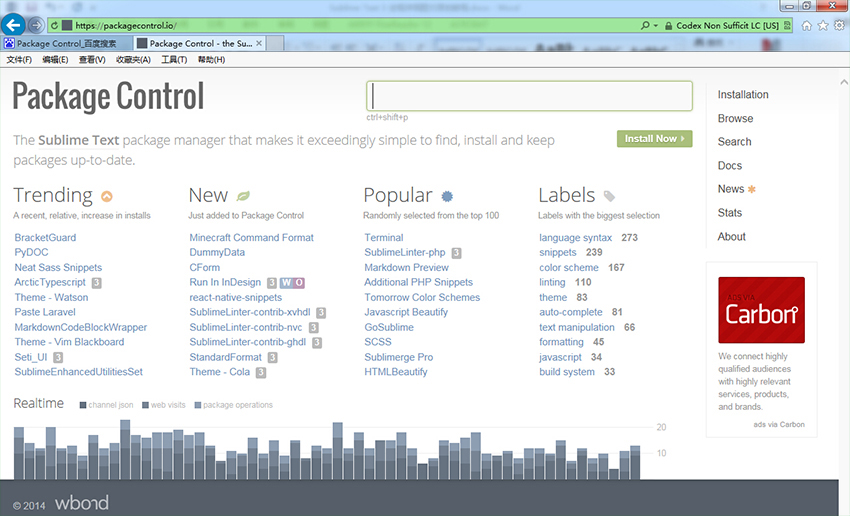 https://packagecontrol.io/
Codex Non Sufficit LC [US]
Package Control_百度搜索
Package Control - the Su...
文件(F) 编辑(E) 查看(V) 收藏夹(A) 工具(T) 帮助(H)
Package Control
ctrl+shift+p
The Sublime Text package manager that makes it exceedingly simple to find, install and keep
packages up-to-date.
Install Now
Trending
A recent, relative, increase in installs
BracketGuard
PyDOC
Neat Sass Snippets
ArcticTypescript 3
Theme - Watson
Paste Laravel
MarkdownCodeBlockWrapper
Theme - Vim Blackboard
Seti_UI 3
SublimeEnhancedUtilitiesSet
New
Just added to Package Control
Minecraft Command Format
DummyData
CForm
Run In InDesign 3 W O
react-native-snippets
SublimeLinter-contrib-xvhdl 3
SublimeLinter-contrib-nvc 3
SublimeLinter-contrib-ghdl 3
StandardFormat 3
Theme - Cola 3
Popular
Randomly selected from the top 100
Terminal
SublimeLinter-php 3
Markdown Preview
Additional PHP Snippets
Tomorrow Color Schemes
Javascript Beautify
GoSublime
SCSS
Sublimerge Pro
HTMLBeautify
Labels
Labels with the biggest selection
language syntax 273
snippets 239
color scheme 167
linting 110
theme 83
auto-complete 81
text manipulation 66
formatting 45
javascript 34
build system 33
Installation
Browse
Search
Docs
News
Stats
About
ADS VIA
Carbon
We connect highly
qualified audiences
with highly relevant
services, products,
and brands.
ads via Carbon
Realtime
channel json
web visits
package operations
20
10
© 2014 wbond